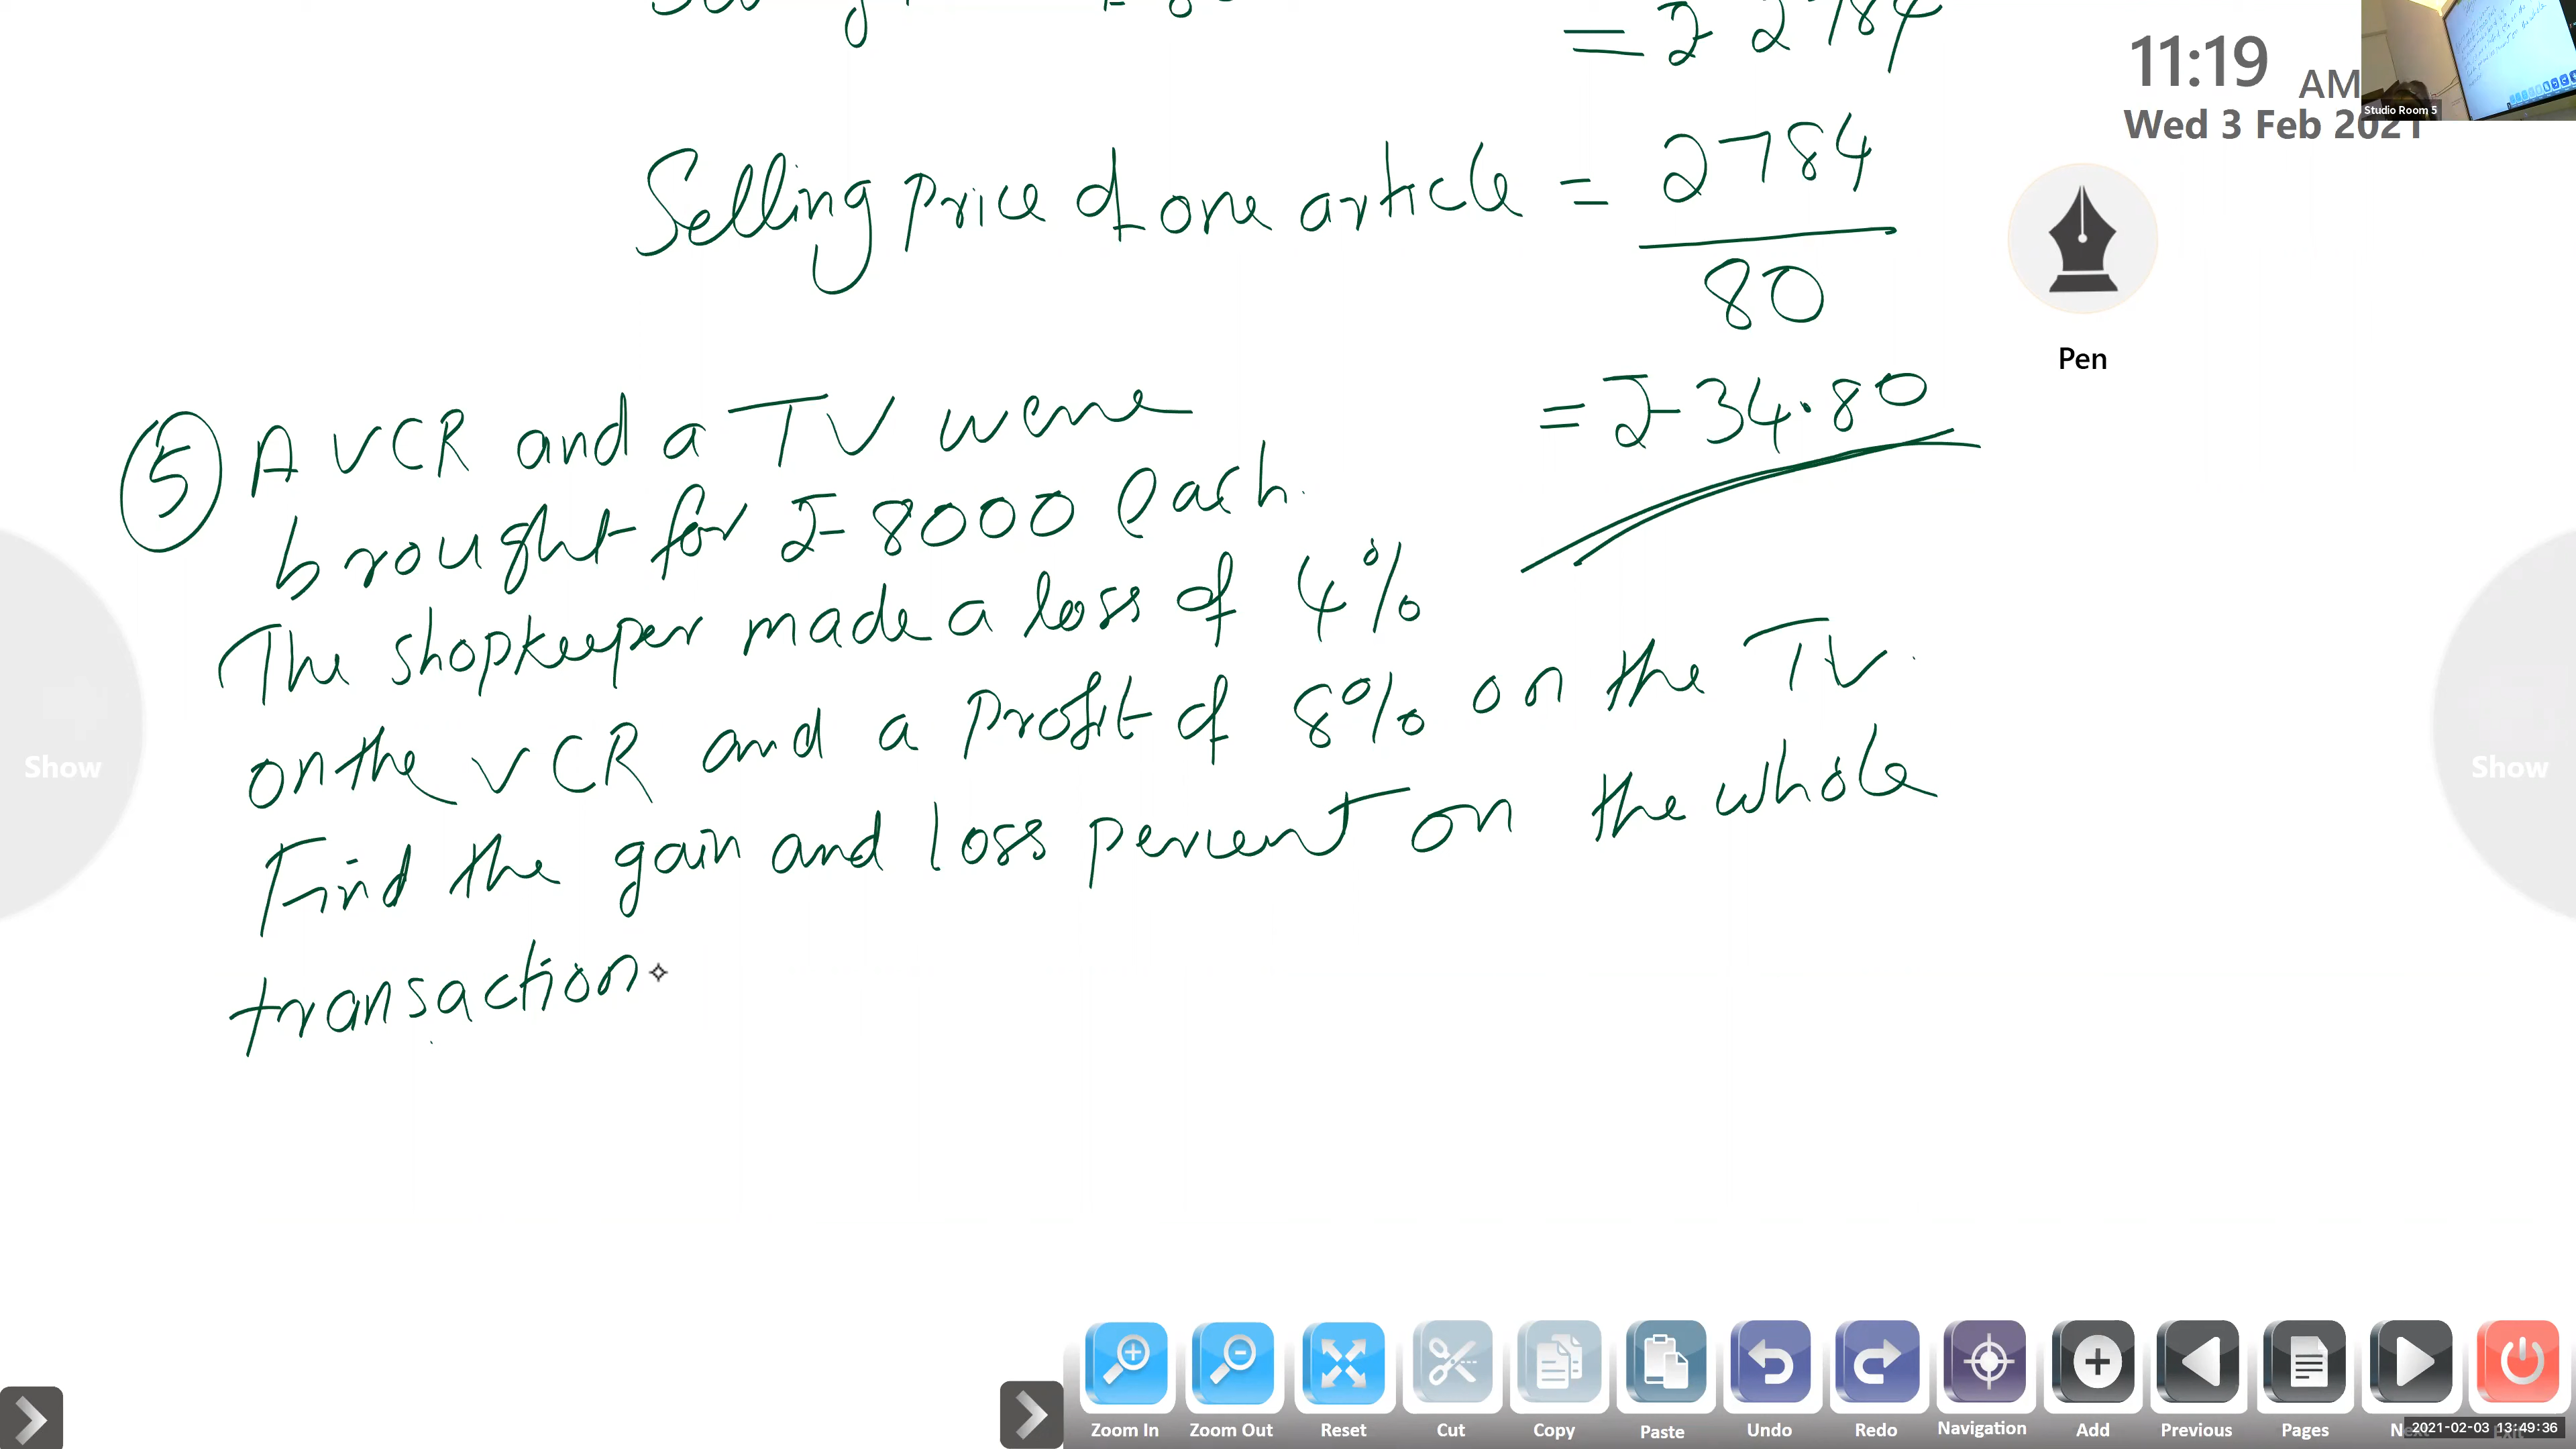 = ₹ 2784
Selling price of one article = 2784
80
= ₹ 34.80
5 A VCR and a TV were
brought for ₹ 8000 each.
The shopkeeper made a loss of 4%
on the VCR and a profit of 8% on the TV.
Find the gain and loss percent on the whole
transaction.
11:19 AM
Wed 3 Feb 2021
Studio Room 5
Pen
Show
Show
Zoom In
Zoom Out
Reset
Cut
Copy
Paste
Undo
Redo
Navigation
Add
Previous
Pages
2021-02-03 13:49:36